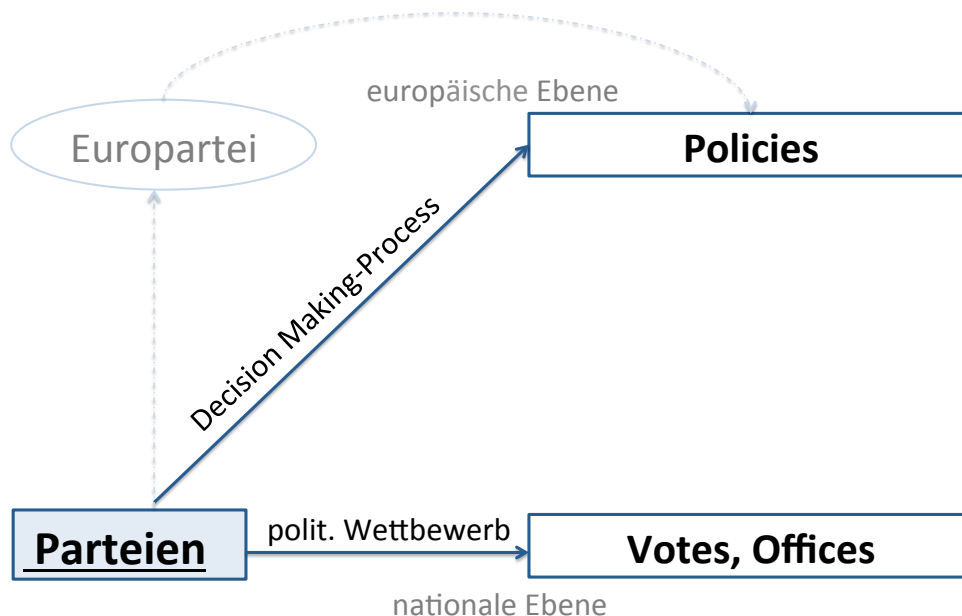 europäische Ebene
Europartei
Policies
Decision Making-Process
Parteien
polit. Wettbewerb
Votes, Offices
nationale Ebene